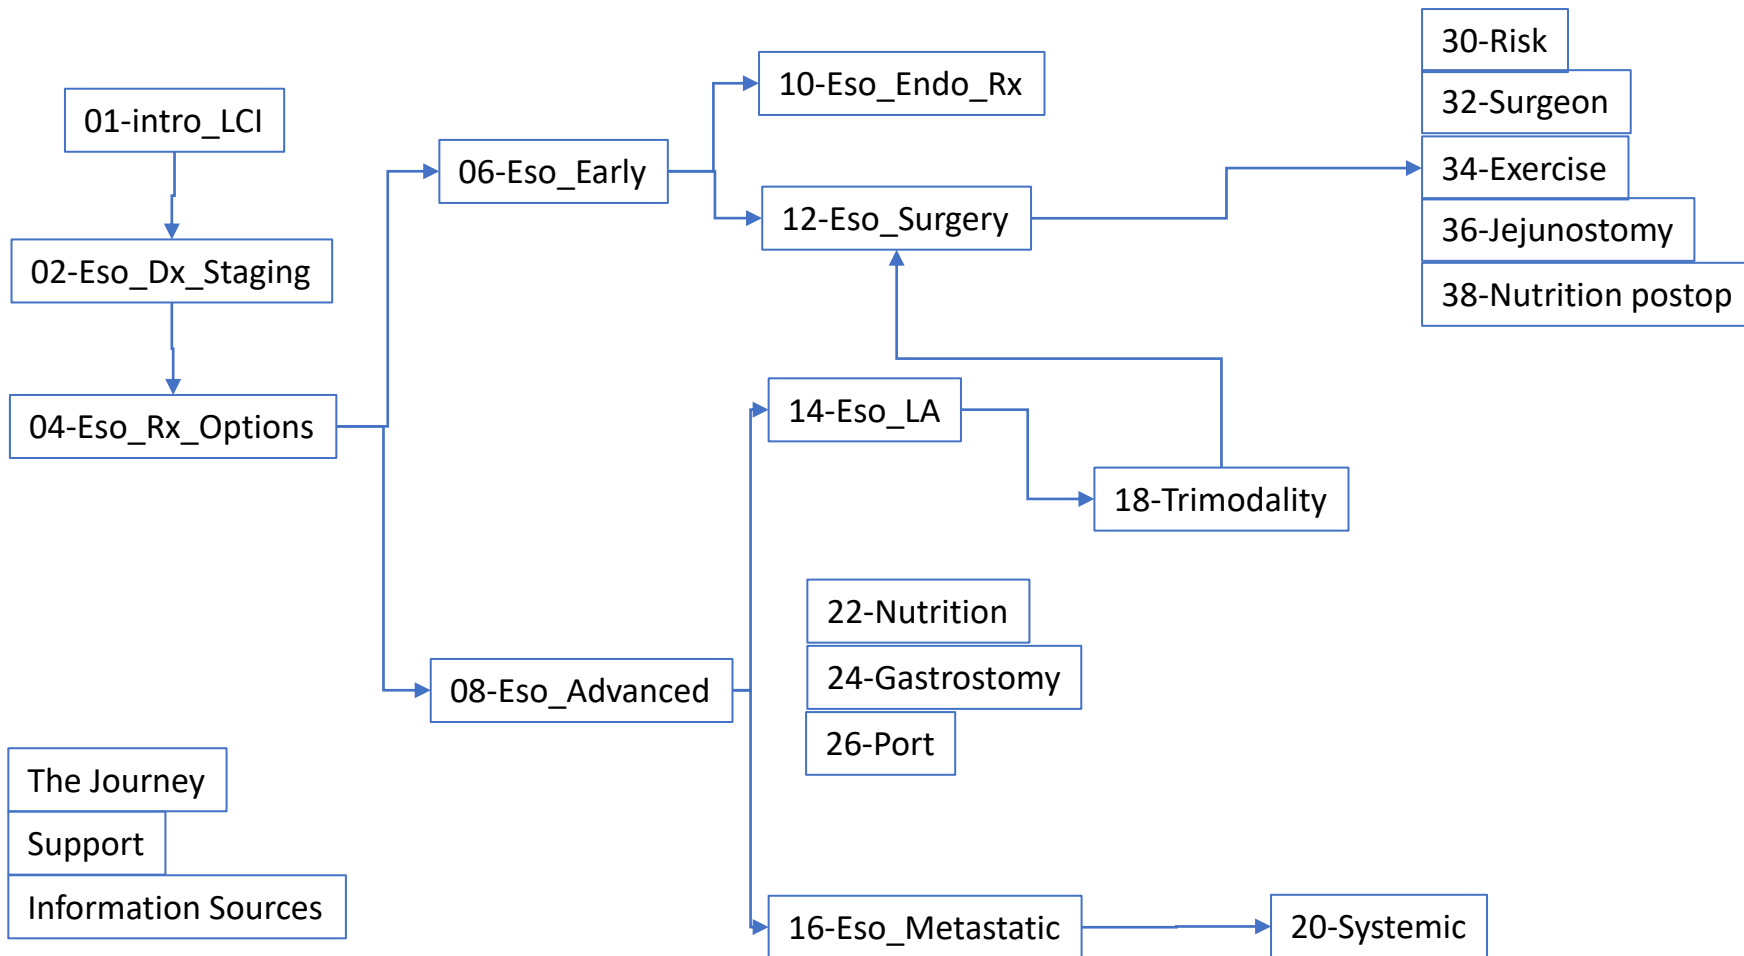 01-intro_LCI
02-Eso_Dx_Staging
04-Eso_Rx_Options
The Journey
Support
Information Sources
06-Eso_Early
08-Eso_Advanced
10-Eso_Endo_Rx
12-Eso_Surgery
14-Eso_LA
18-Trimodality
22-Nutrition
24-Gastrostomy
26-Port
16-Eso_Metastatic
20-Systemic
30-Risk
32-Surgeon
34-Exercise
36-Jejunostomy
38-Nutrition postop